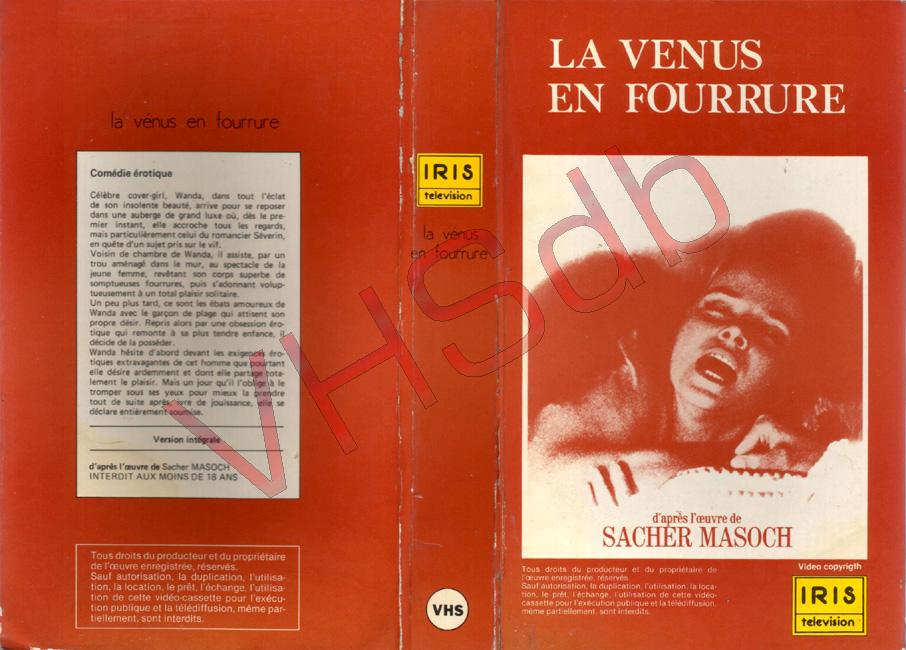 la vénus en fourrure
Comédie érotique
Célèbre cover-girl, Wanda, dans tout l'éclat
de son insolente beauté, arrive pour se reposer
dans une auberge de grand luxe où, dès le pre-
mier instant, elle accroche tous les regards,
mais particulièrement celui du romancier Séverin,
en quête d'un sujet pris sur le vif.
Voisin de chambre de Wanda, il assiste, par un
trou aménagé dans le mur, au spectacle de la
jeune femme, revêtant son corps superbe de
somptueuses fourrures, puis s'adonnant volup-
tueusement à un total plaisir solitaire.
Un peu plus tard, ce sont les ébats amoureux de
Wanda avec le garçon de plage qui attisent son
propre désir. Repris alors par une obsession éro-
tique qui remonte à sa plus tendre enfance, il
décide de la posséder.
Wanda hésite d'abord devant les exigences éro-
tiques extravagantes de cet homme que pourtant
elle désire ardemment et dont elle partage tota-
lement le plaisir. Mais un jour qu'il l'oblige à le
tromper sous ses yeux pour mieux la prendre
tout de suite après, ivre de jouissance, elle se
déclare entièrement soumise.
Version intégrale
d'après l'œuvre de Sacher MASOCH
INTERDIT AUX MOINS DE 18 ANS
Tous droits du producteur et du propriétaire
de l'œuvre enregistrée, réservés.
Sauf autorisation, la duplication, l'utilisa-
tion, la location, le prêt, l'échange, l'utilisa-
tion de cette vidéo-cassette pour l'exécu-
tion publique et la télédiffusion, même par-
tiellement, sont interdits.
IRIS
television
la vénus
en fourrure
VHS
LA VENUS
EN FOURRURE
d'après l'œuvre de
SACHER MASOCH
Tous droits du producteur et du propriétaire de
l'œuvre enregistrée, réservés.
Sauf autorisation, la duplication, l'utilisation, la loca-
tion, le prêt, l'échange, l'utilisation de cette vidéo-
cassette pour l'exécution publique et la télédiffusion,
même partiellement, sont interdits.
Video copyrigth
IRIS
television
VHSdb